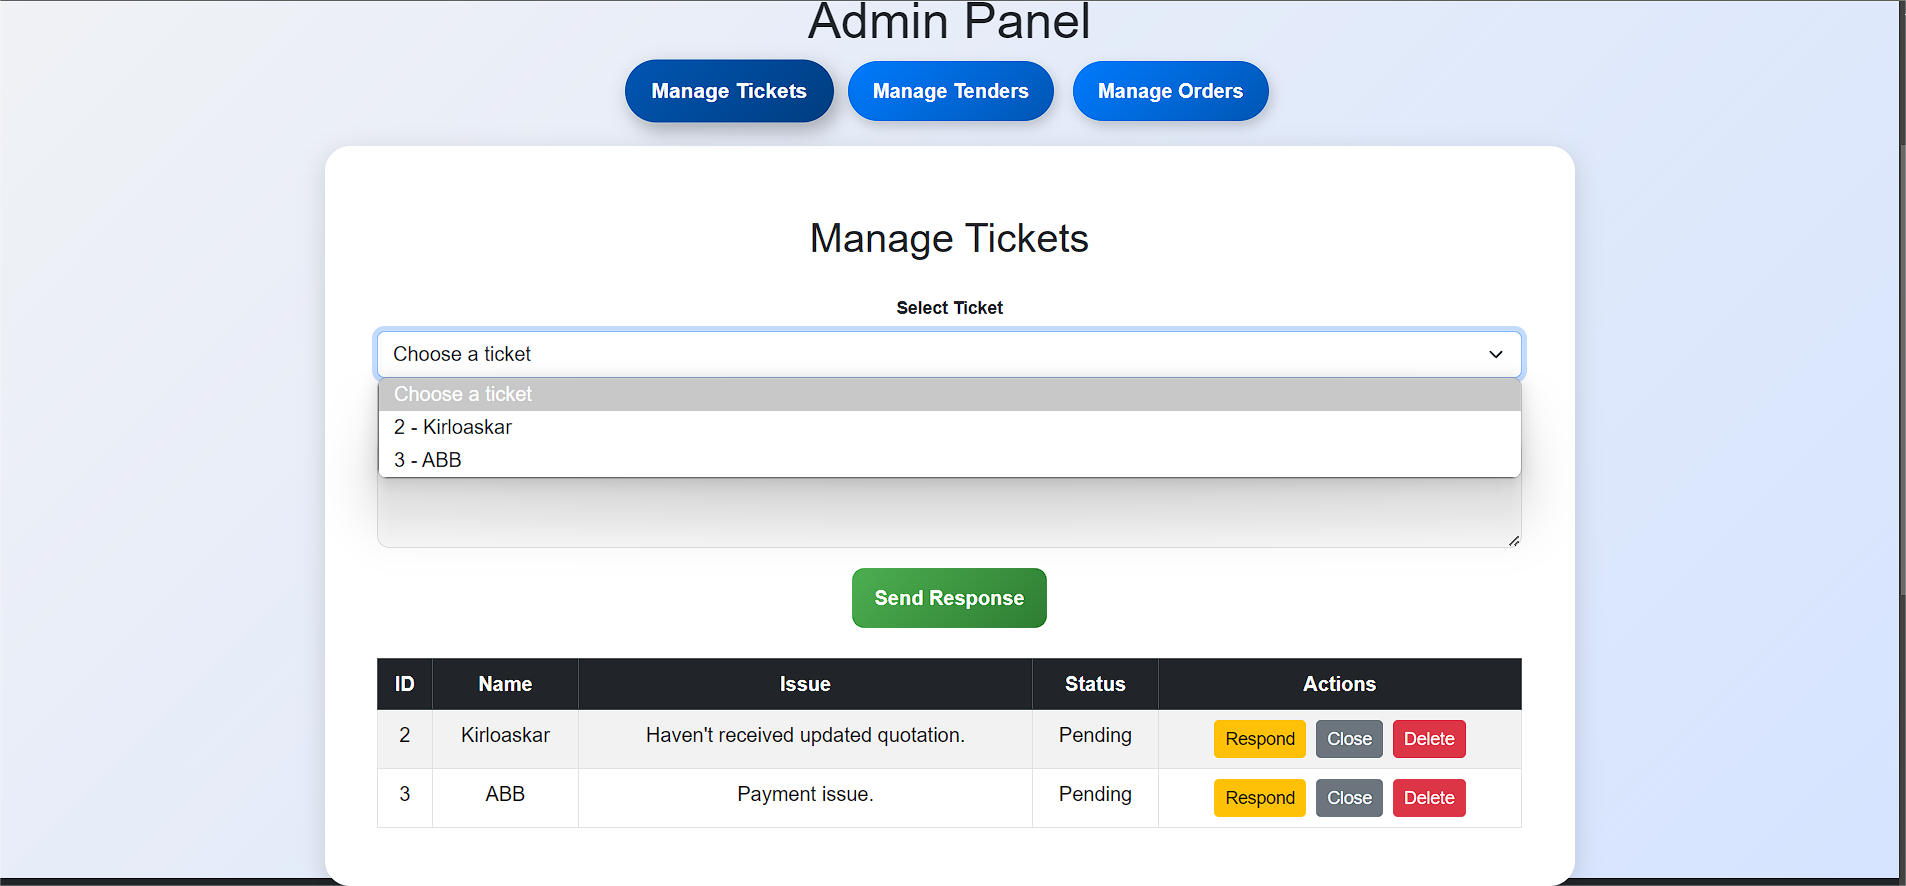 Admin Panel
Manage Tickets Manage Tenders Manage Orders
Manage Tickets
Select Ticket
Choose a ticket
Choose a ticket
2 - Kirloaskar
3 - ABB
Send Response
ID Name Issue Status Actions
2 Kirloaskar Haven't received updated quotation. Pending Respond Close Delete
3 ABB Payment issue. Pending Respond Close Delete